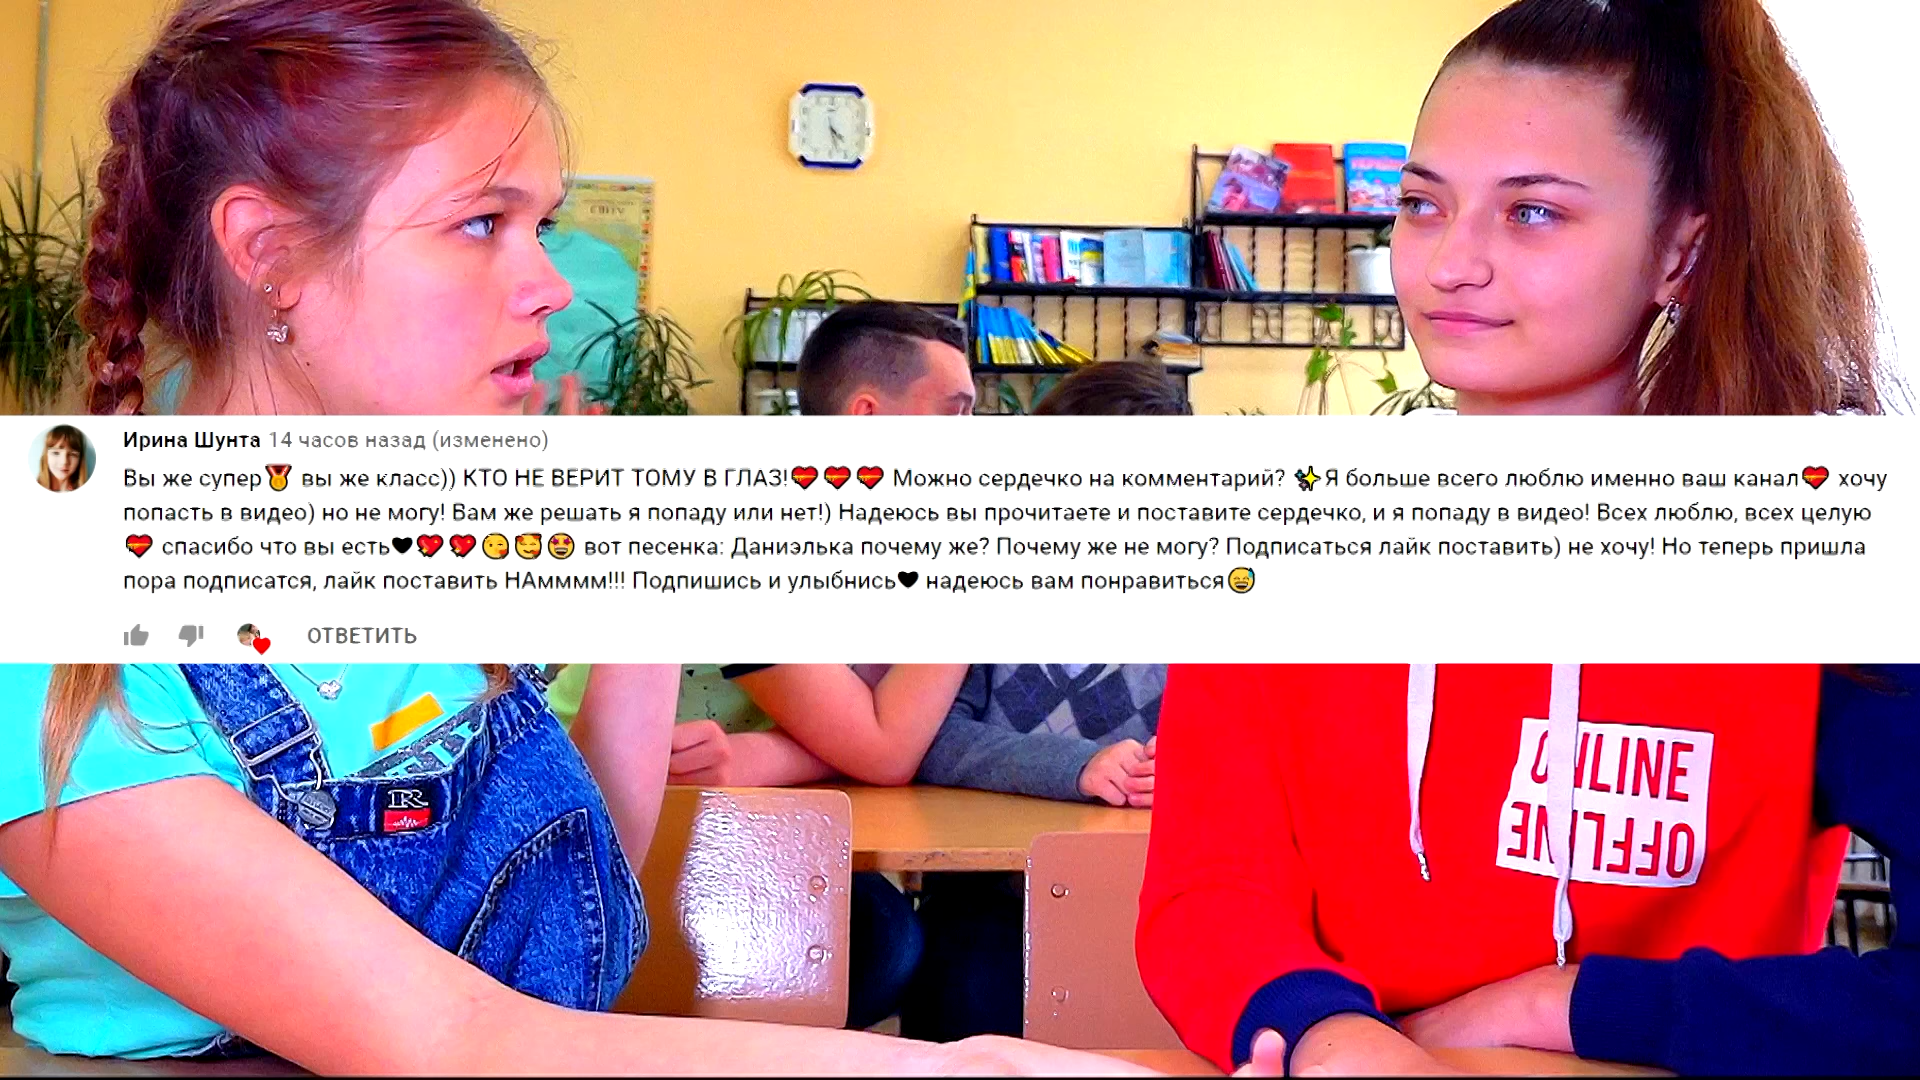 Ирина Шунта 14 часов назад (изменено)
Вы же супер🏅 вы же класс)) КТО НЕ ВЕРИТ ТОМУ В ГЛАЗ!💝💝💝 Можно сердечко на комментарий? ✨Я больше всего люблю именно ваш канал💝 хочу
попасть в видео) но не могу! Вам же решать я попаду или нет!) Надеюсь вы прочитаете и поставите сердечко, и я попаду в видео! Всех люблю, всех целую
💝 спасибо что вы есть🖤💖💖😘🥰🤩 вот песенка: Даниэлька почему же? Почему же не могу? Подписаться лайк поставить) не хочу! Но теперь пришла
пора подписатся, лайк поставить НАмммм!!! Подпишись и улыбнись🖤 надеюсь вам понравиться😅
ОТВЕТИТЬ
ONLINE
OFFLINE
R